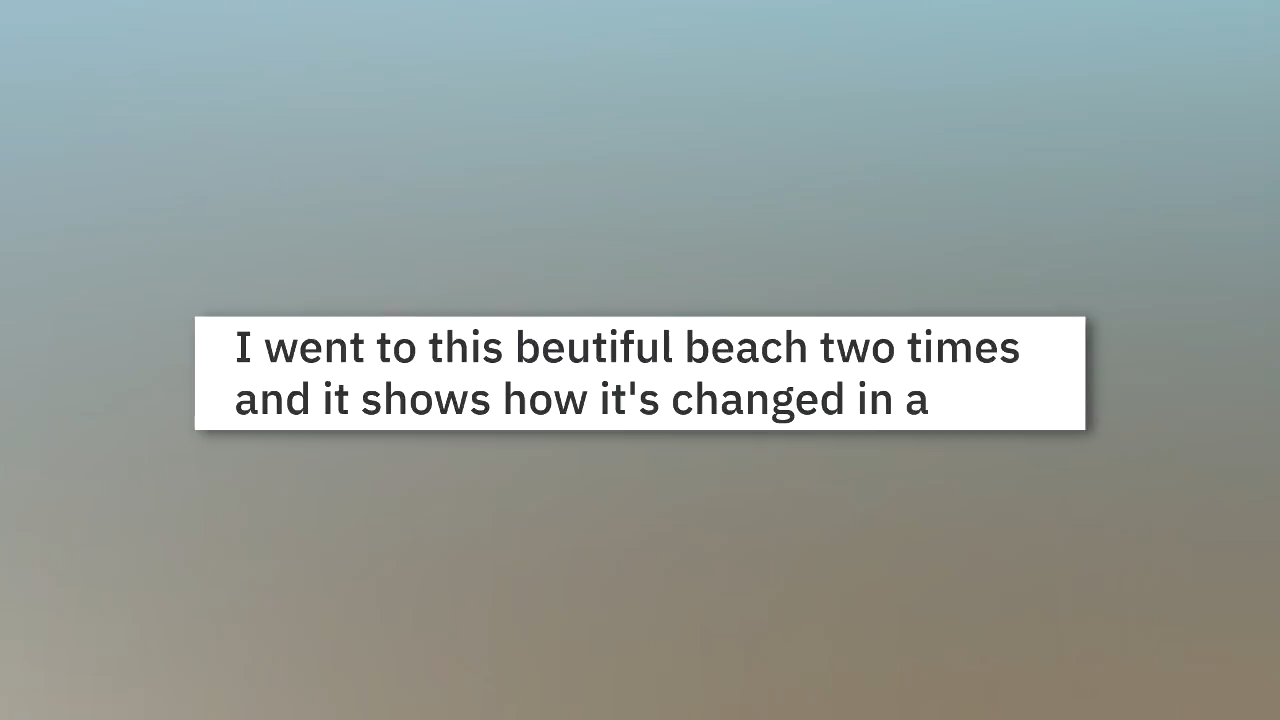 I went to this beutiful beach two times
and it shows how it's changed in a